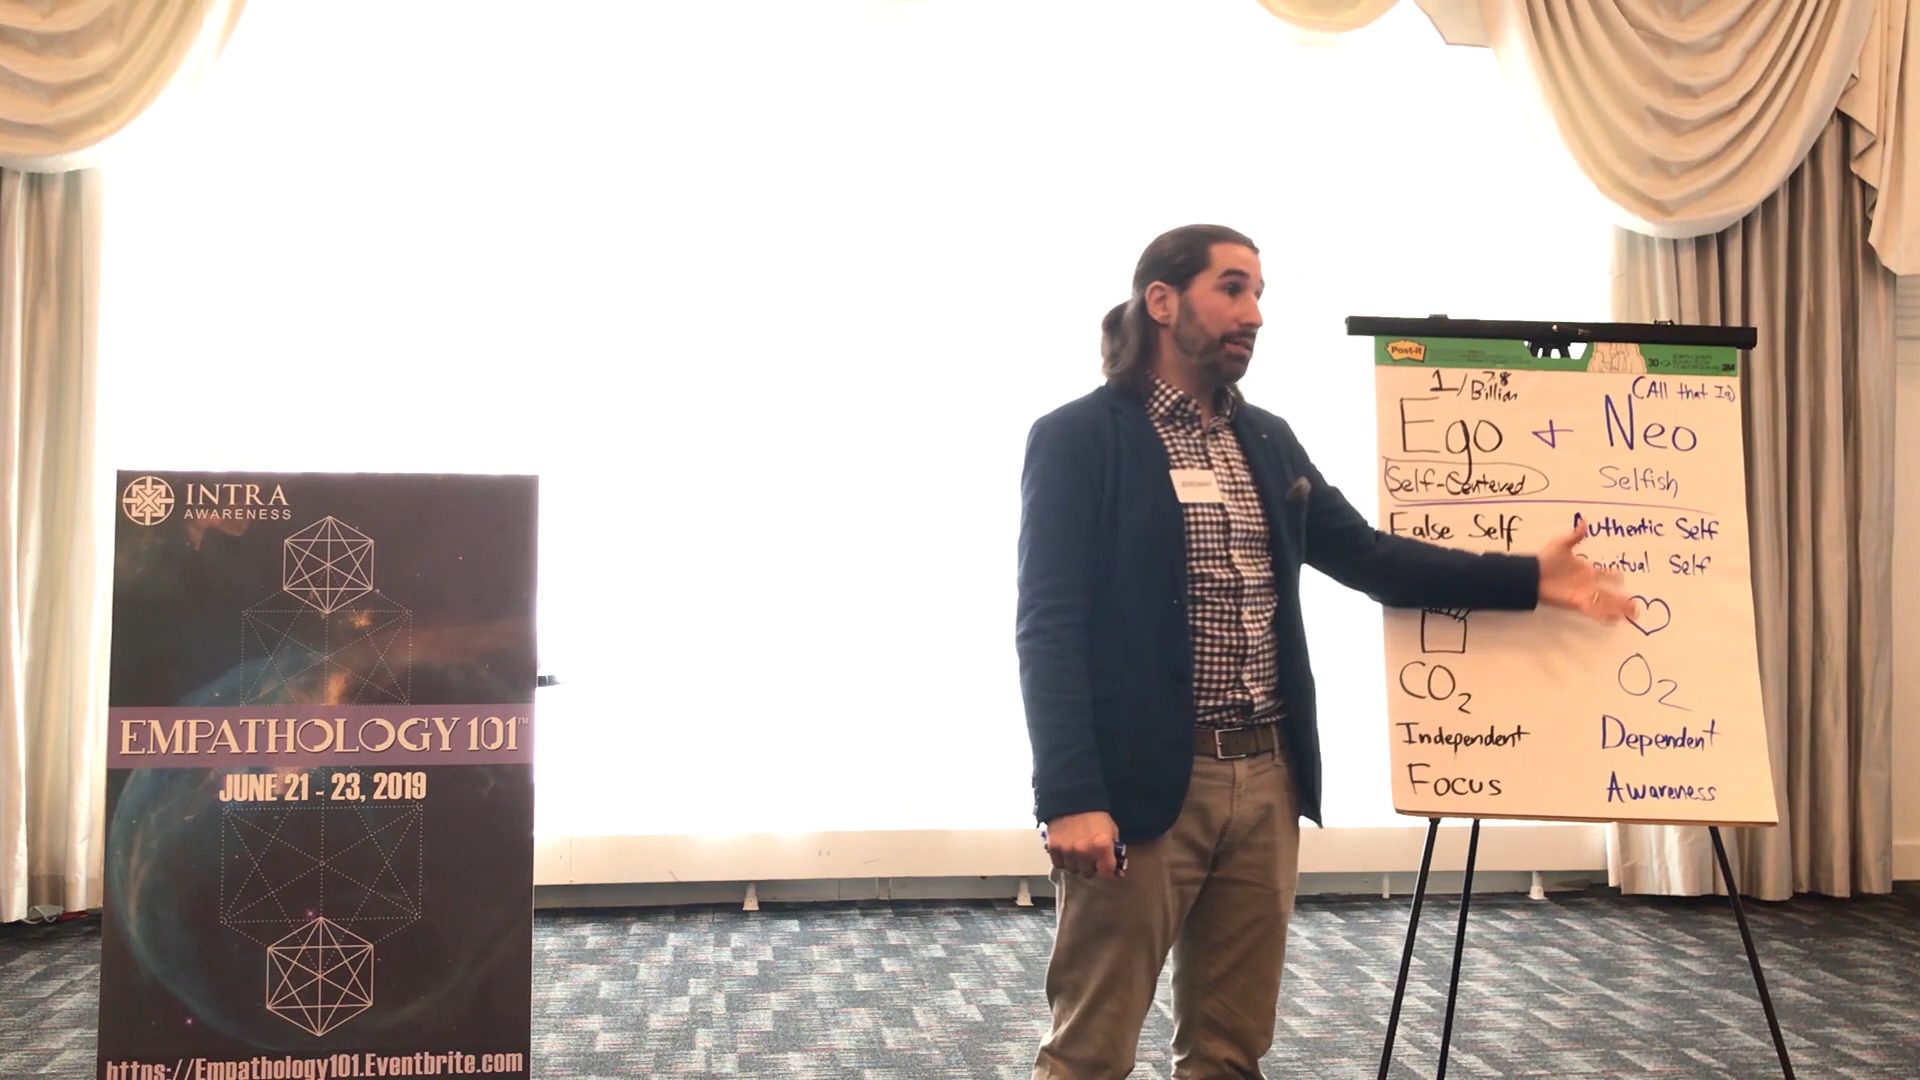 INTRA
AWARENESS
EMPATHOLOGY 101™
JUNE 21 - 23, 2019
https://Empathology101.Eventbrite.com
Post-it
1/7.8 Billion
(All that Is)
Ego + Neo
Self-Centered
Selfish
False Self
Authentic Self
Spiritual Self
CO2
O2
Independent
Dependent
Focus
Awareness